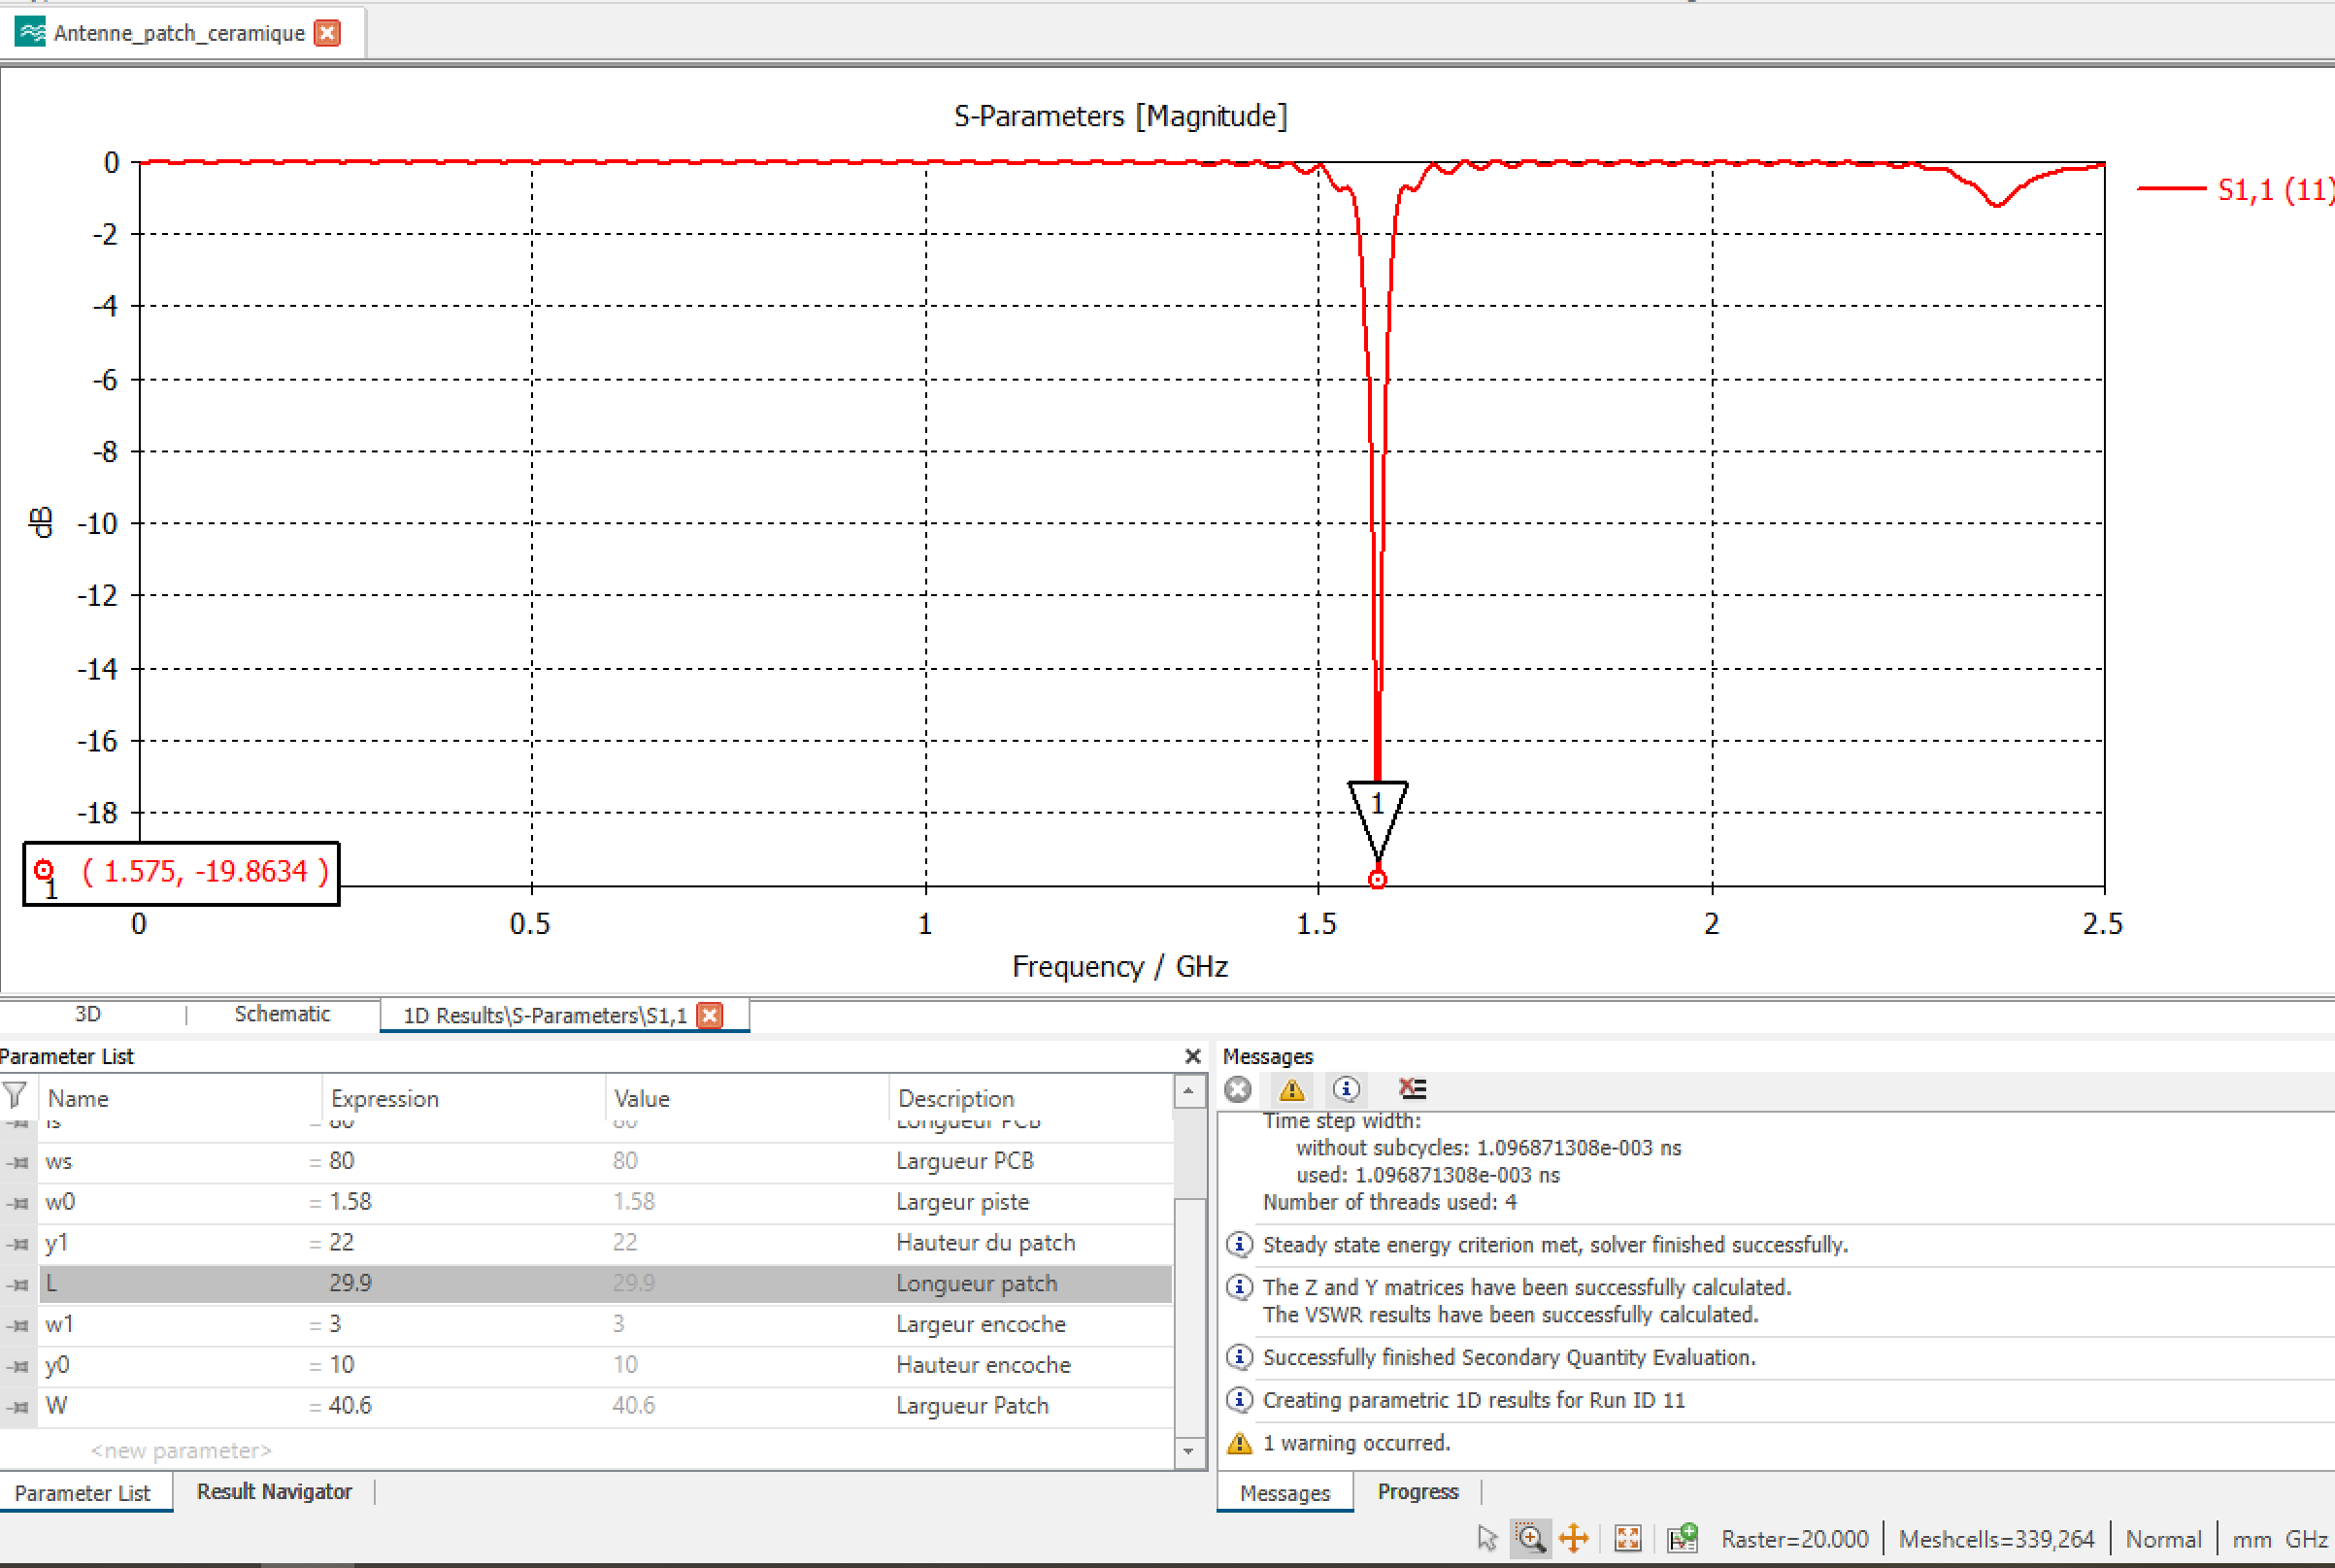 Antenne_patch_ceramique
S-Parameters [Magnitude]
0
-2
-4
-6
-8
-10
-12
-14
-16
-18
dB
S1,1 (11)
1
1 ( 1.575, -19.8634 )
0 0.5 1 1.5 2 2.5
Frequency / GHz
3D Schematic 1D Results\S-Parameters\S1,1
Parameter List
Name Expression Value Description
ls = 80 80 Longueur PCB
ws = 80 80 Largueur PCB
w0 = 1.58 1.58 Largeur piste
y1 = 22 22 Hauteur du patch
L 29.9 29.9 Longueur patch
w1 = 3 3 Largeur encoche
y0 = 10 10 Hauteur encoche
W = 40.6 40.6 Largueur Patch
<new parameter>
Parameter List Result Navigator
Messages
Time step width:
without subcycles: 1.096871308e-003 ns
used: 1.096871308e-003 ns
Number of threads used: 4
Steady state energy criterion met, solver finished successfully.
The Z and Y matrices have been successfully calculated.
The VSWR results have been successfully calculated.
Successfully finished Secondary Quantity Evaluation.
Creating parametric 1D results for Run ID 11
1 warning occurred.
Messages Progress
Raster=20.000 Meshcells=339,264 Normal mm GHz